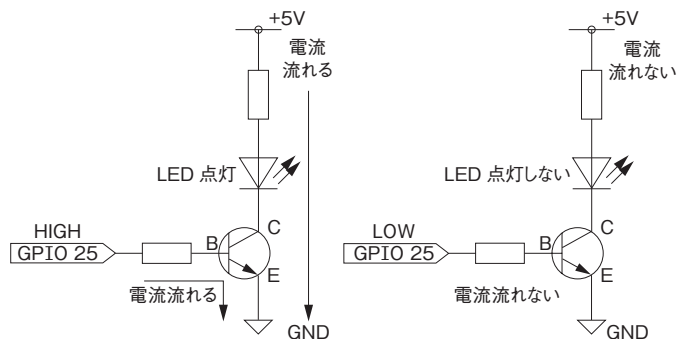 +5V
電流
流れる
LED 点灯
C
HIGH
B
GPIO 25
E
電流流れる
GND
+5V
電流
流れない
LED 点灯しない
C
LOW
B
GPIO 25
E
電流流れない
GND